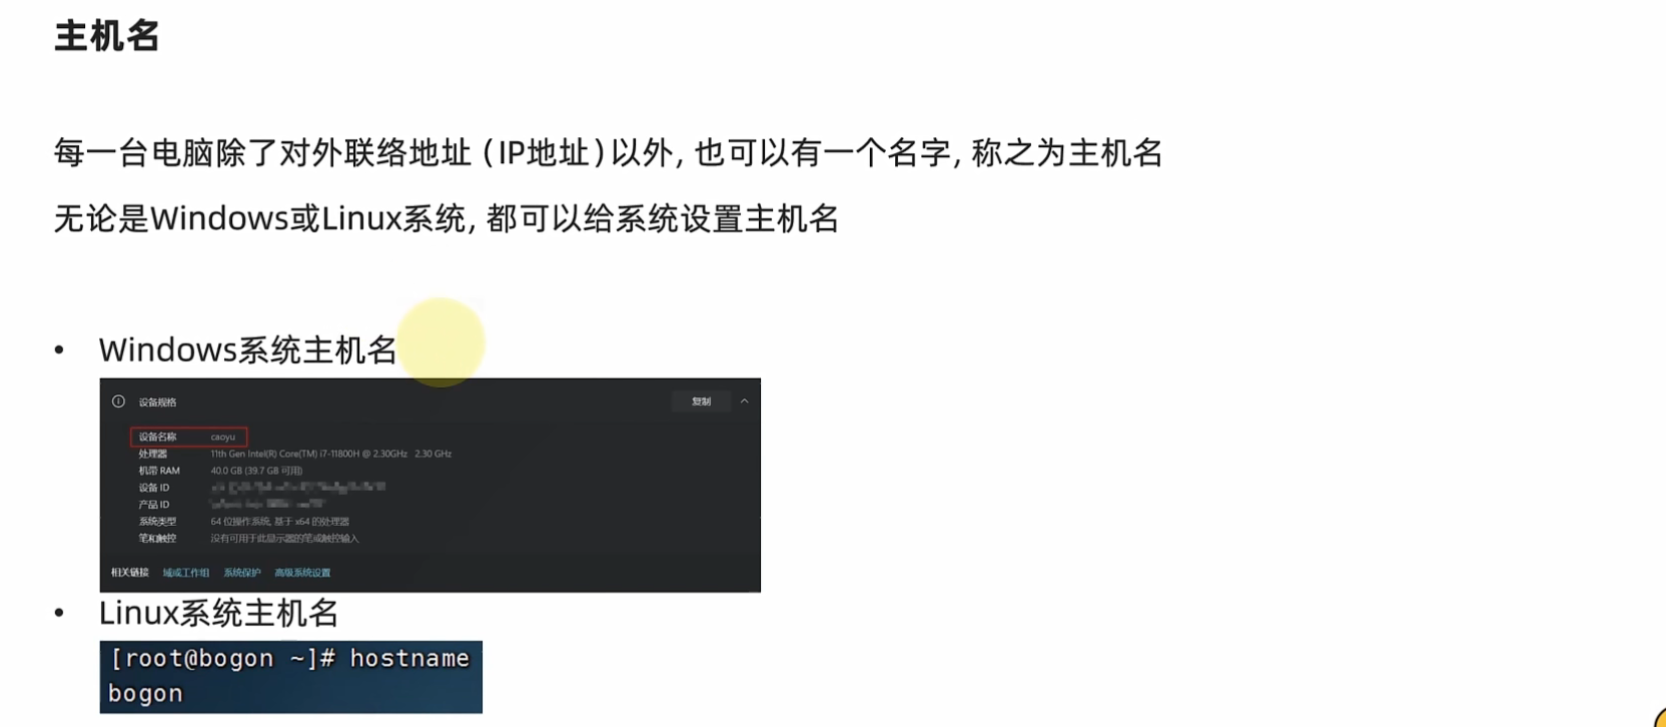 主机名
每一台电脑除了对外联络地址（IP地址)以外, 也可以有一个名字, 称之为主机名
无论是Windows或Linux系统, 都可以给系统设置主机名
• Windows系统主机名
设备规格 复制
设备名称 caoyu
处理器 11th Gen Intel(R) Core(TM) i7-11800H @ 2.30GHz 2.30 GHz
机带 RAM 40.0 GB (39.7 GB 可用)
设备 ID
产品 ID
系统类型 64 位操作系统, 基于 x64 的处理器
笔和触控 没有可用于此显示器的笔或触控输入
相关链接 域或工作组 系统保护 高级系统设置
• Linux系统主机名
[root@bogon ~]# hostname
bogon